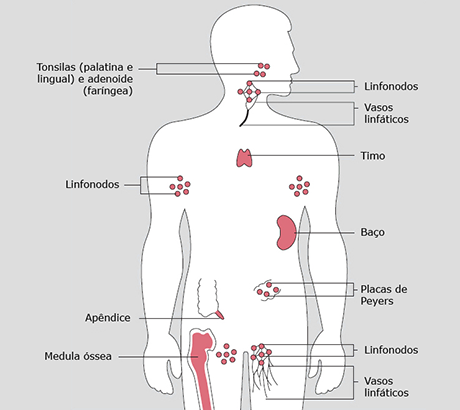 Tonsilas (palatina e
lingual) e adenoide
(faríngea)
Linfonodos
Vasos
linfáticos
Timo
Linfonodos
Baço
Placas de
Peyers
Apêndice
Medula óssea
Linfonodos
Vasos
linfáticos